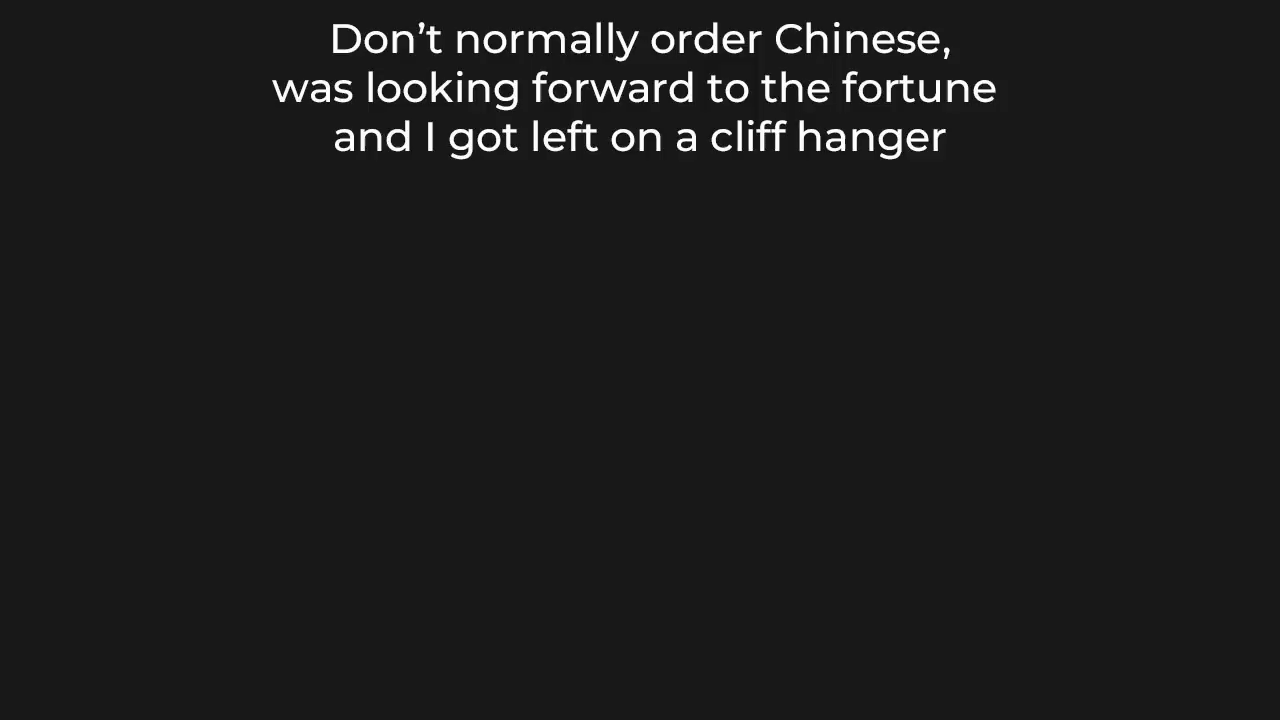 Don’t normally order Chinese,
was looking forward to the fortune
and I got left on a cliff hanger